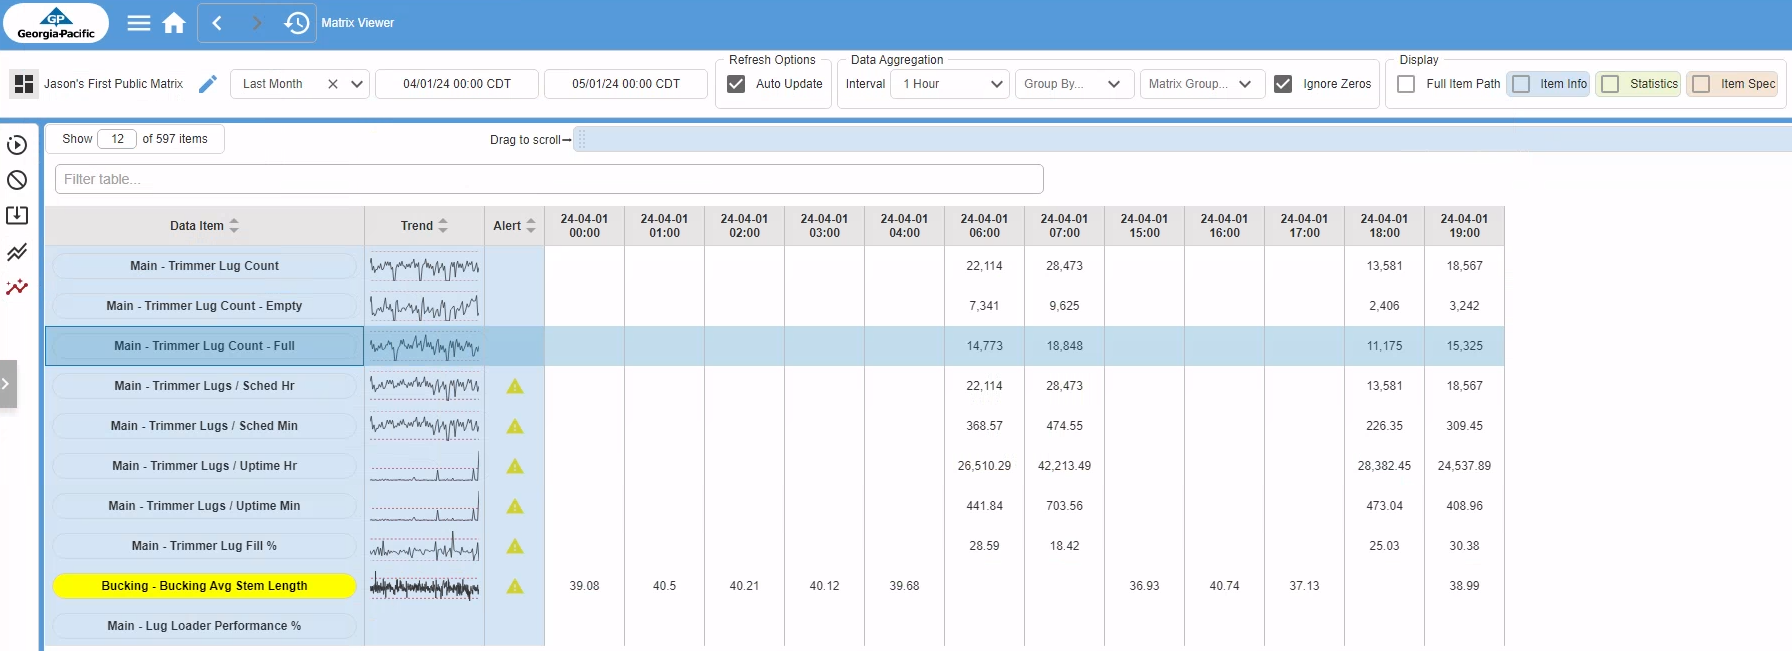 GP
Georgia-Pacific
Matrix Viewer
Jason's First Public Matrix
Last Month
04/01/24 00:00 CDT
05/01/24 00:00 CDT
Refresh Options
Auto Update
Data Aggregation
Interval
1 Hour
Group By...
Matrix Group...
Ignore Zeros
Display
Full Item Path
Item Info
Statistics
Item Spec
Show 12 of 597 items
Drag to scroll→
Filter table...
Data Item Trend Alert 24-04-01 00:00 24-04-01 01:00 24-04-01 02:00 24-04-01 03:00 24-04-01 04:00 24-04-01 06:00 24-04-01 07:00 24-04-01 15:00 24-04-01 16:00 24-04-01 17:00 24-04-01 18:00 24-04-01 19:00
Main - Trimmer Lug Count 22,114 28,473 13,581 18,567
Main - Trimmer Lug Count - Empty 7,341 9,625 2,406 3,242
Main - Trimmer Lug Count - Full 14,773 18,848 11,175 15,325
Main - Trimmer Lugs / Sched Hr 22,114 28,473 13,581 18,567
Main - Trimmer Lugs / Sched Min 368.57 474.55 226.35 309.45
Main - Trimmer Lugs / Uptime Hr 26,510.29 42,213.49 28,382.45 24,537.89
Main - Trimmer Lugs / Uptime Min 441.84 703.56 473.04 408.96
Main - Trimmer Lug Fill % 28.59 18.42 25.03 30.38
Bucking - Bucking Avg Stem Length 39.08 40.5 40.21 40.12 39.68 36.93 40.74 37.13 38.99
Main - Lug Loader Performance %